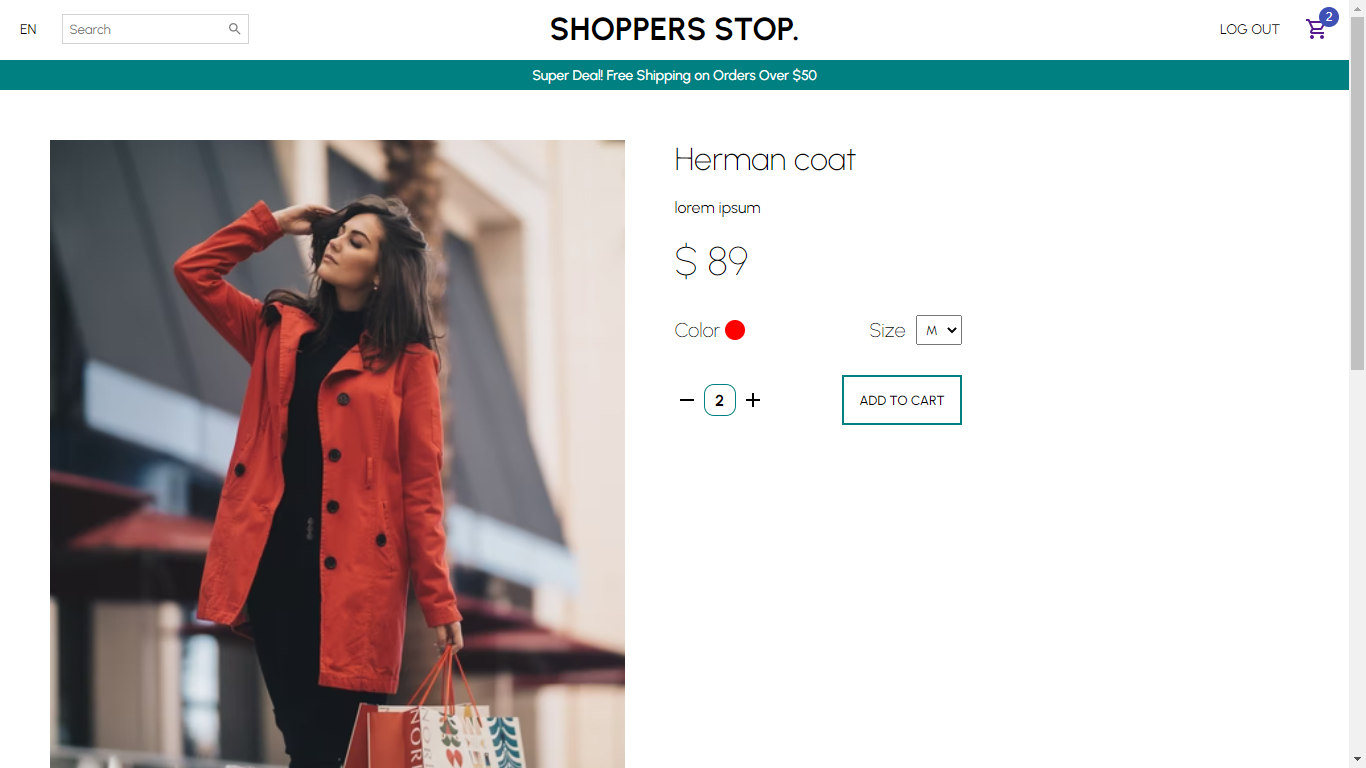 EN
Search
SHOPPERS STOP.
LOG OUT
2
Super Deal! Free Shipping on Orders Over $50
Herman coat
lorem ipsum
$ 89
Color
Size
M
2
ADD TO CART